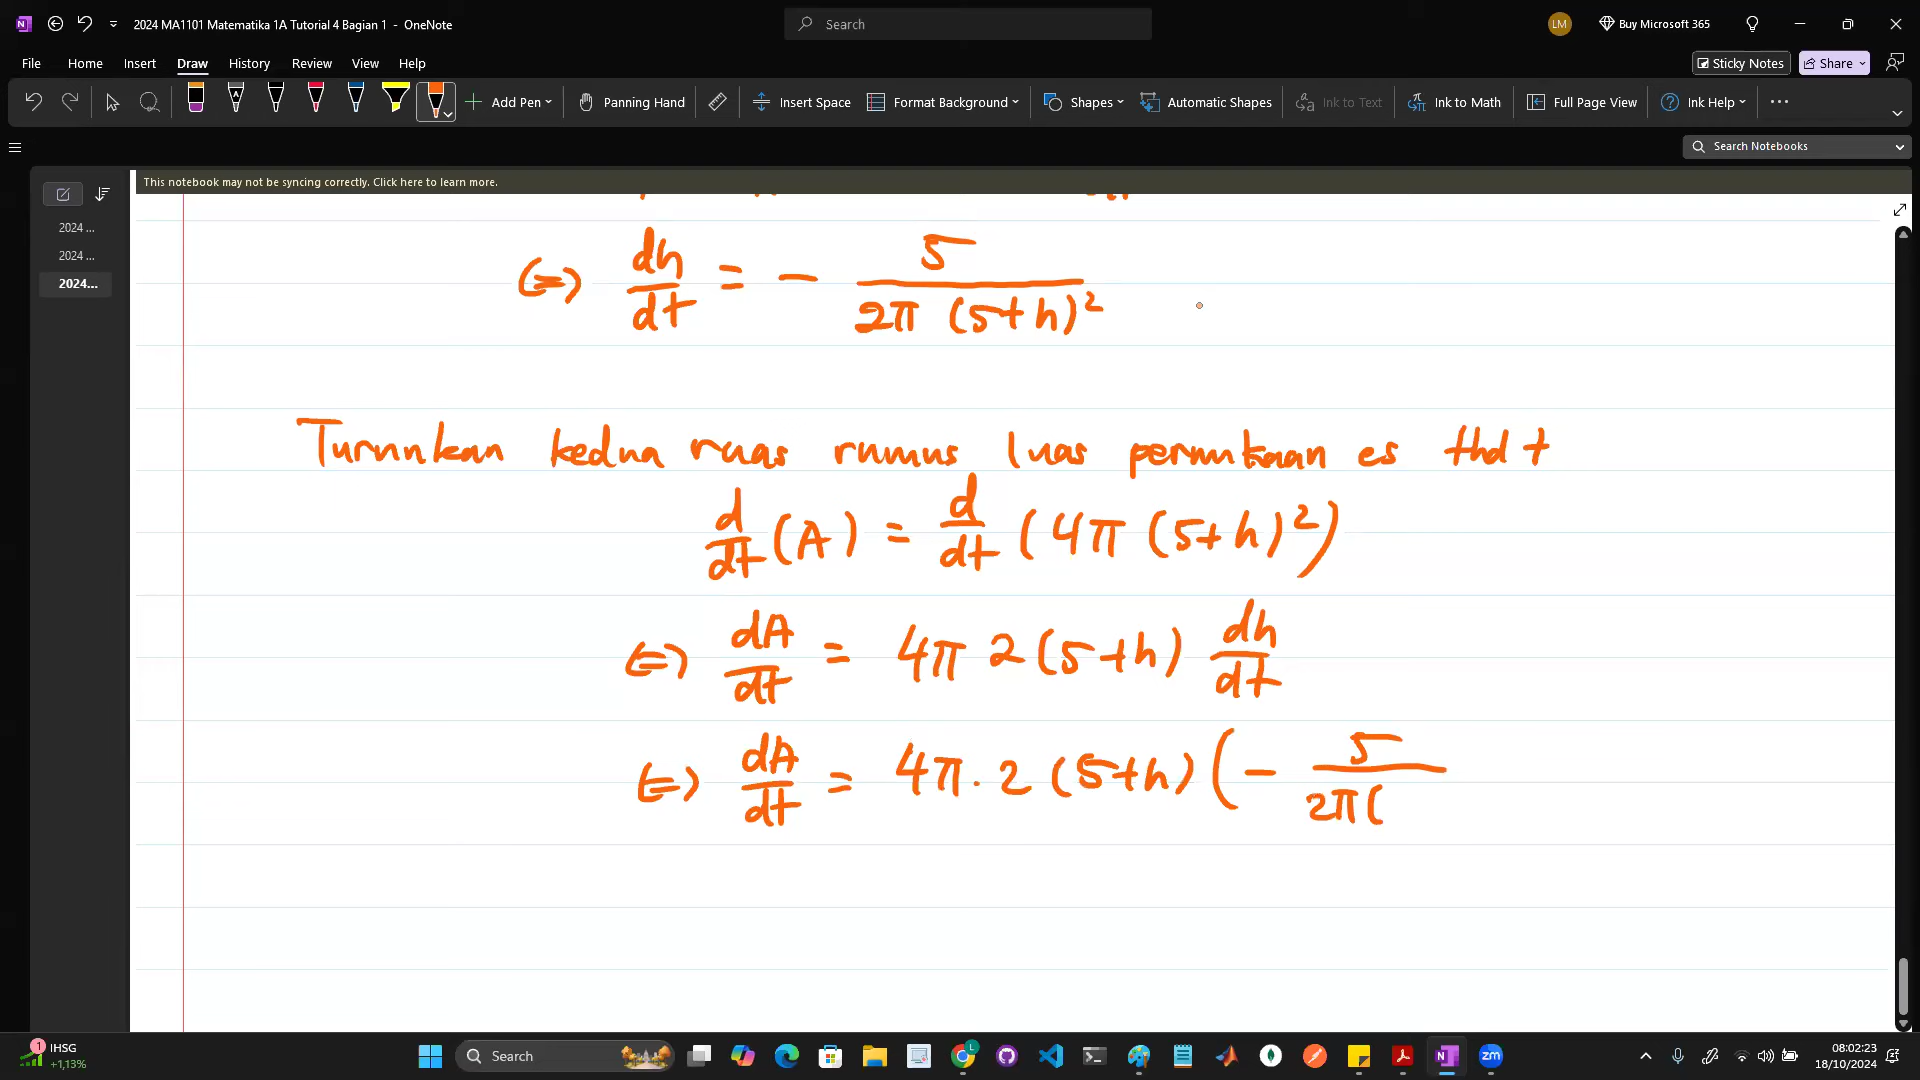 2024 MA1101 Matematika 1A Tutorial 4 Bagian 1 - OneNote
Search
LM
Buy Microsoft 365
File Home Insert Draw History Review View Help
Sticky Notes
Share
Add Pen
Panning Hand
Insert Space
Format Background
Shapes
Automatic Shapes
Ink to Text
Ink to Math
Full Page View
Ink Help
Search Notebooks
This notebook may not be syncing correctly. Click here to learn more.
2024 ...
2024 ...
2024...
(=) dh/dt = - 5/(2π (5+h)²)
Turunkan kedua ruas rumus luas permukaan es thd t
d/dt (A) = d/dt (4π (5+h)²)
(=) dA/dt = 4π 2 (5+h) dh/dt
(=) dA/dt = 4π . 2 (5+h) (- 5/2π(
1
IHSG
+1,13%
Search
L
zm
08:02:23
18/10/2024